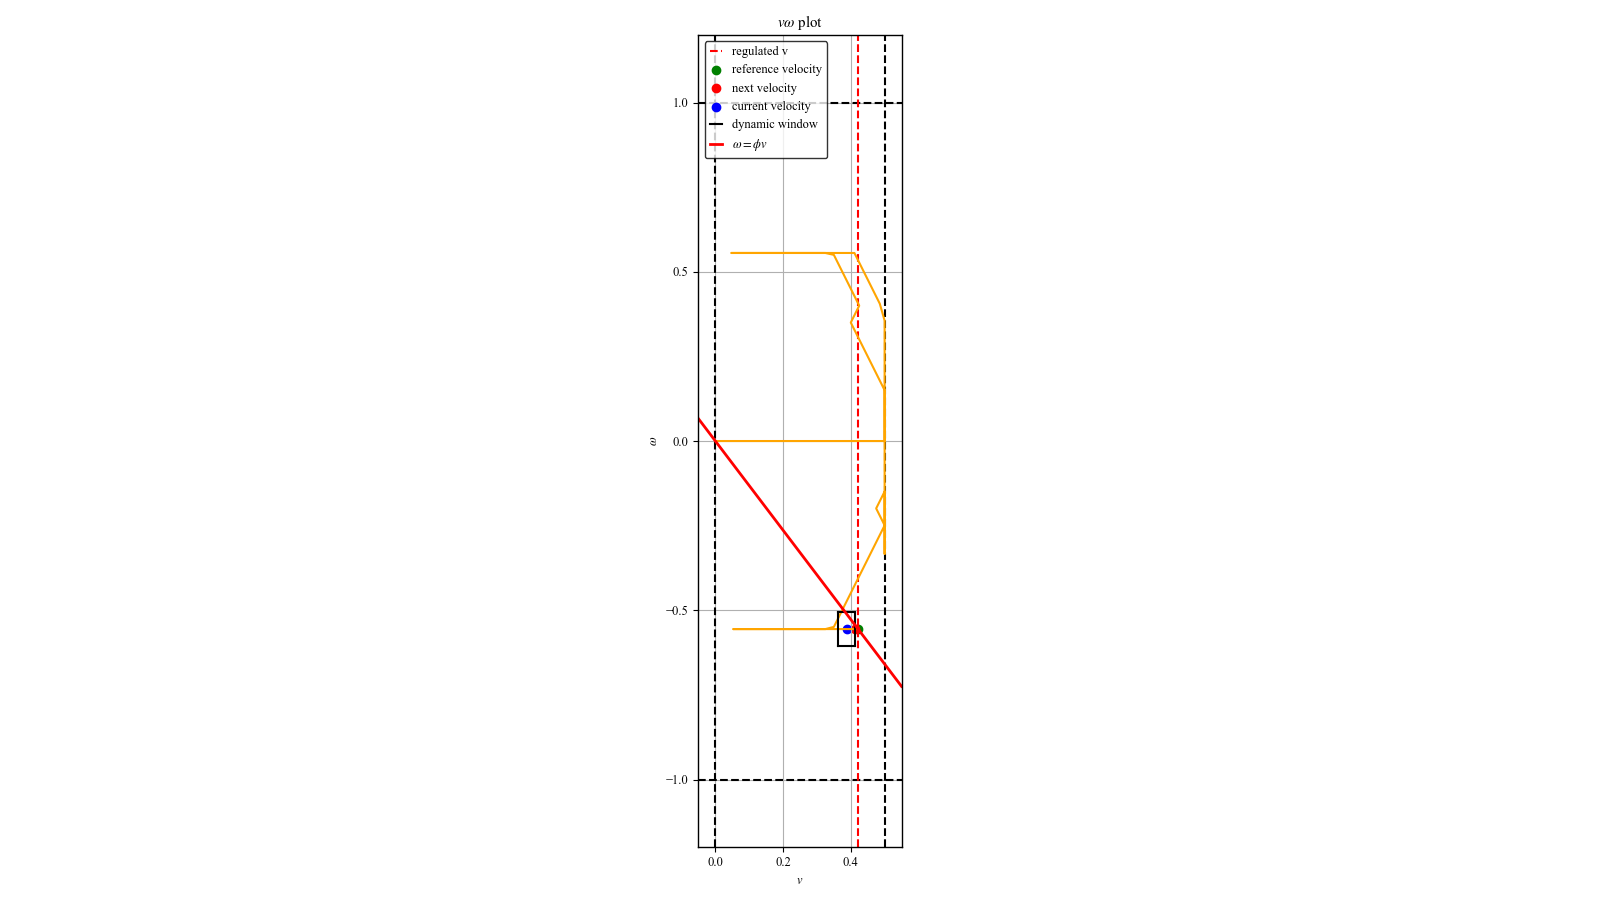 vω plot
regulated v
reference velocity
next velocity
current velocity
dynamic window
ω = ϕv
1.0
0.5
0.0
−0.5
−1.0
ω
0.0 0.2 0.4
v